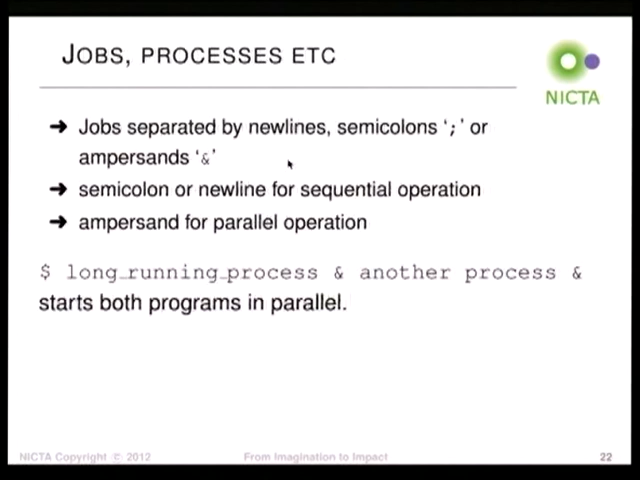 JOBS, PROCESSES ETC
NICTA
➔ Jobs separated by newlines, semicolons ‘;’ or
ampersands ‘&’
➔ semicolon or newline for sequential operation
➔ ampersand for parallel operation
$ long_running_process & another process &
starts both programs in parallel.
NICTA Copyright © 2012
From Imagination to Impact
22